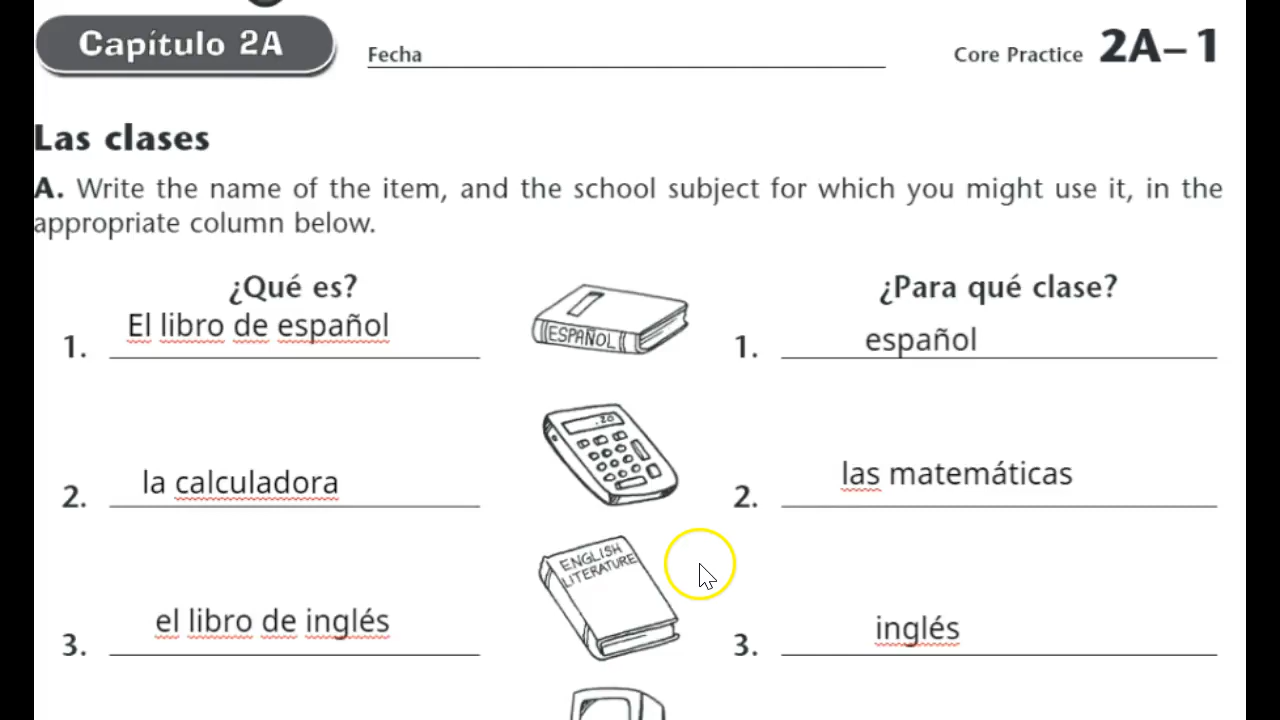 Capítulo 2A
Fecha
Core Practice 2A–1
Las clases
A. Write the name of the item, and the school subject for which you might use it, in the
appropriate column below.
¿Qué es?
¿Para qué clase?
1. El libro de español
ESPAÑOL
1. español
2. la calculadora
.20
2. las matemáticas
3. el libro de inglés
ENGLISH
LITERATURE
3. inglés